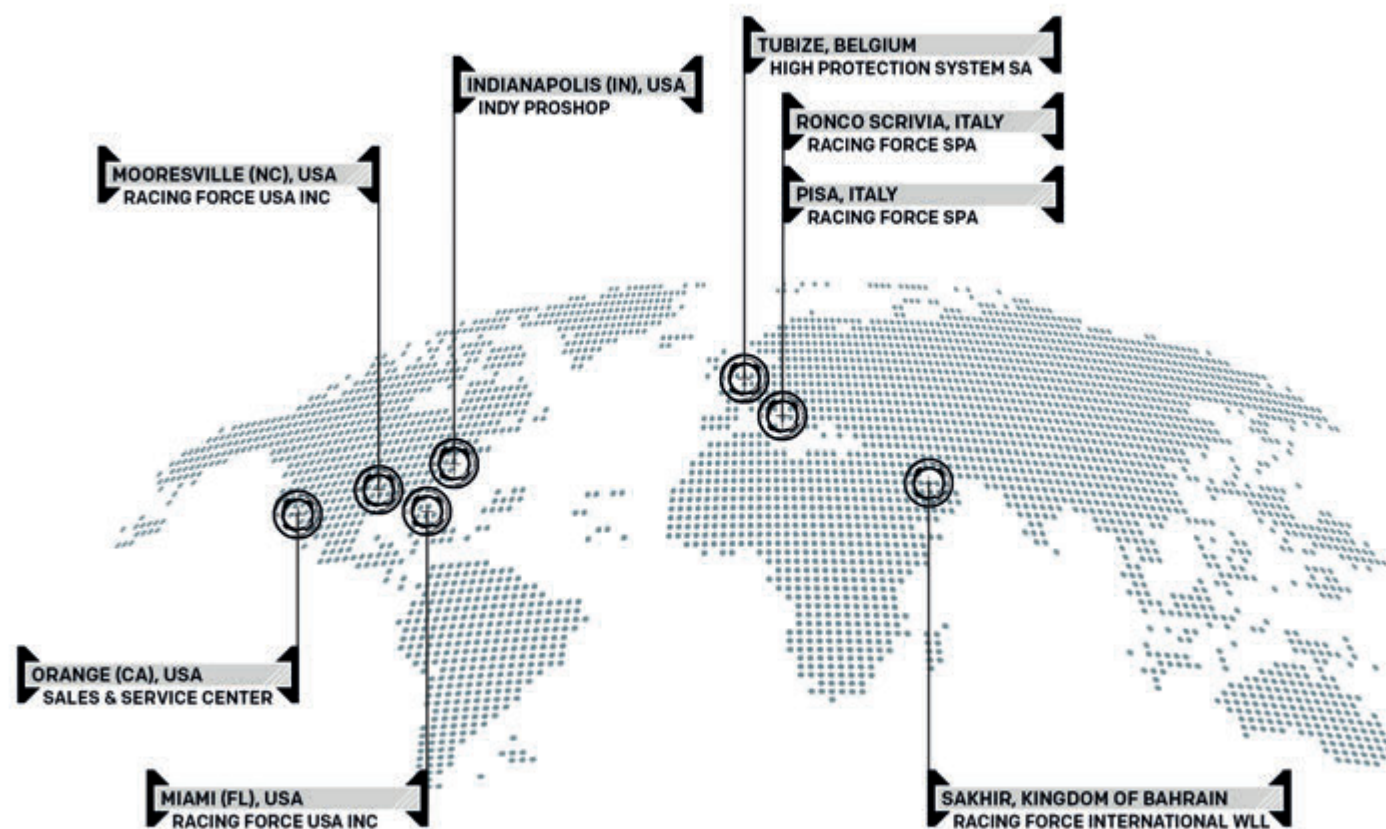 TUBIZE, BELGIUM
HIGH PROTECTION SYSTEM SA
INDIANAPOLIS (IN), USA
INDY PROSHOP
RONCO SCRIVIA, ITALY
RACING FORCE SPA
MOORESVILLE (NC), USA
RACING FORCE USA INC
PISA, ITALY
RACING FORCE SPA
ORANGE (CA), USA
SALES & SERVICE CENTER
MIAMI (FL), USA
RACING FORCE USA INC
SAKHIR, KINGDOM OF BAHRAIN
RACING FORCE INTERNATIONAL WLL